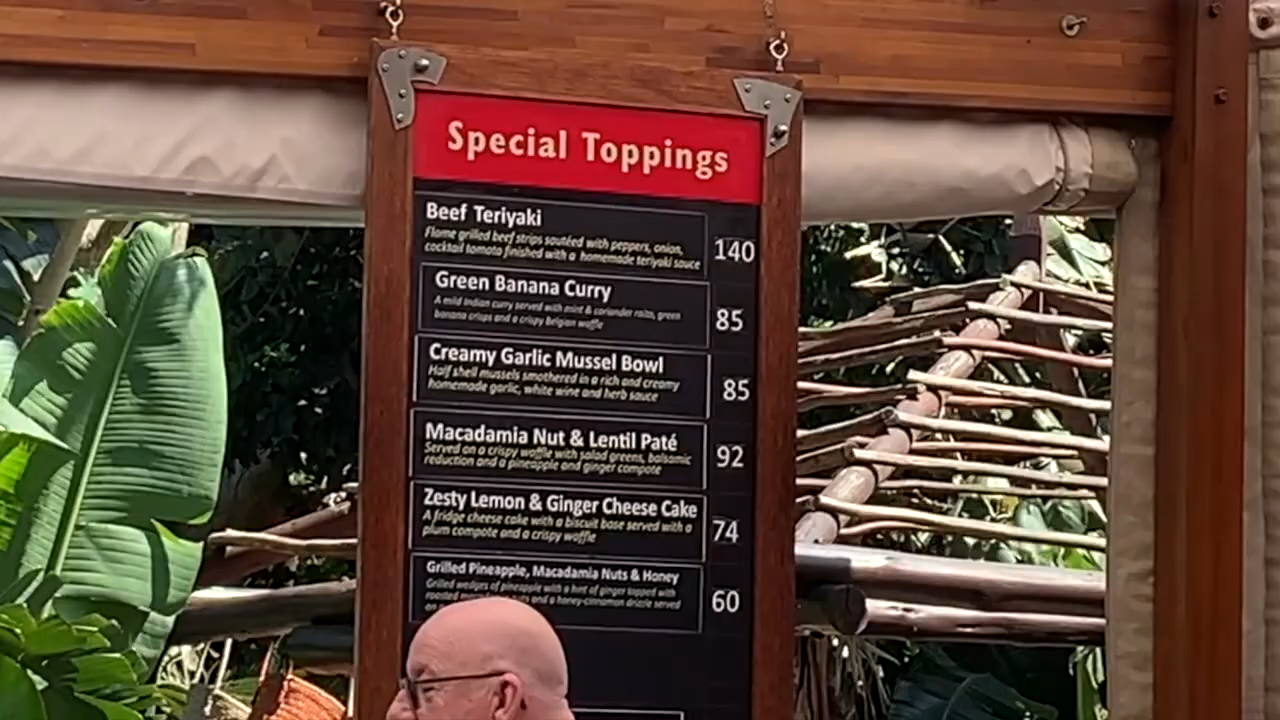 Special Toppings
Beef Teriyaki
Flame grilled beef strips sautéed with peppers, onion,
cocktail tomato finished with a homemade teriyaki sauce
140
Green Banana Curry
A mild Indian curry served with mint & coriander raita, green
banana crisps and a crispy Belgian waffle
85
Creamy Garlic Mussel Bowl
Half shell mussels smothered in a rich and creamy
homemade garlic, white wine and herb sauce
85
Macadamia Nut & Lentil Paté
Served on a crispy waffle with salad greens, balsamic
reduction and a pineapple and ginger compote
92
Zesty Lemon & Ginger Cheese Cake
A fridge cheese cake with a biscuit base served with a
plum compote and a crispy waffle
74
Grilled Pineapple, Macadamia Nuts & Honey
Grilled wedges of pineapple with a hint of ginger topped with
roasted and a honey-cinnamon drizzle served
on
60